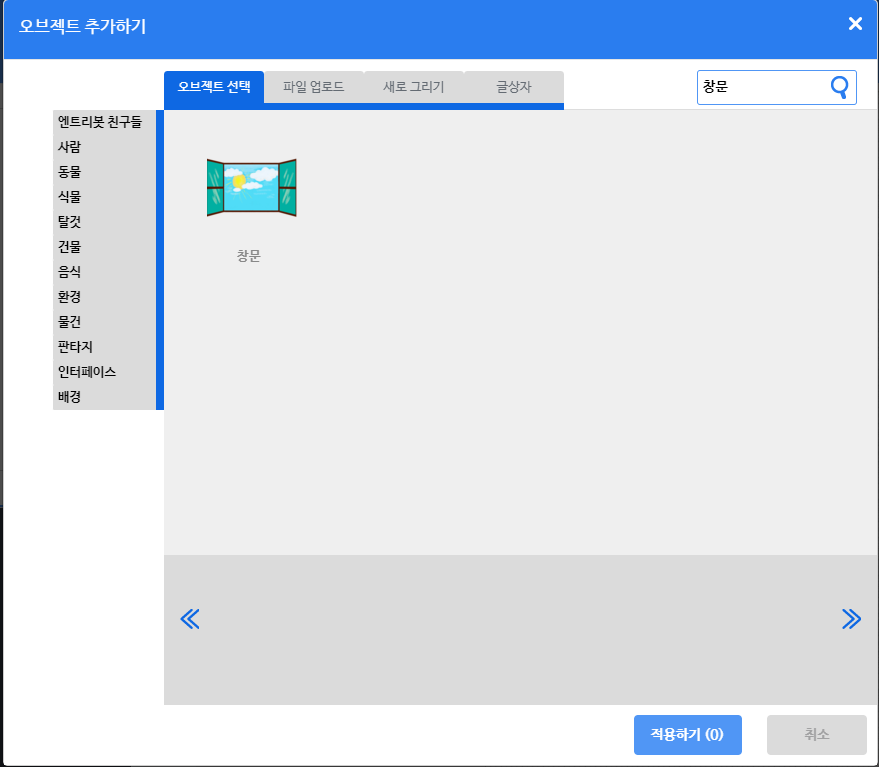 오브젝트 추가하기
오브젝트 선택
파일 업로드
새로 그리기
글상자
창문
엔트리봇 친구들
사람
동물
식물
탈것
건물
음식
환경
물건
판타지
인터페이스
배경
창문
적용하기 (0)
취소